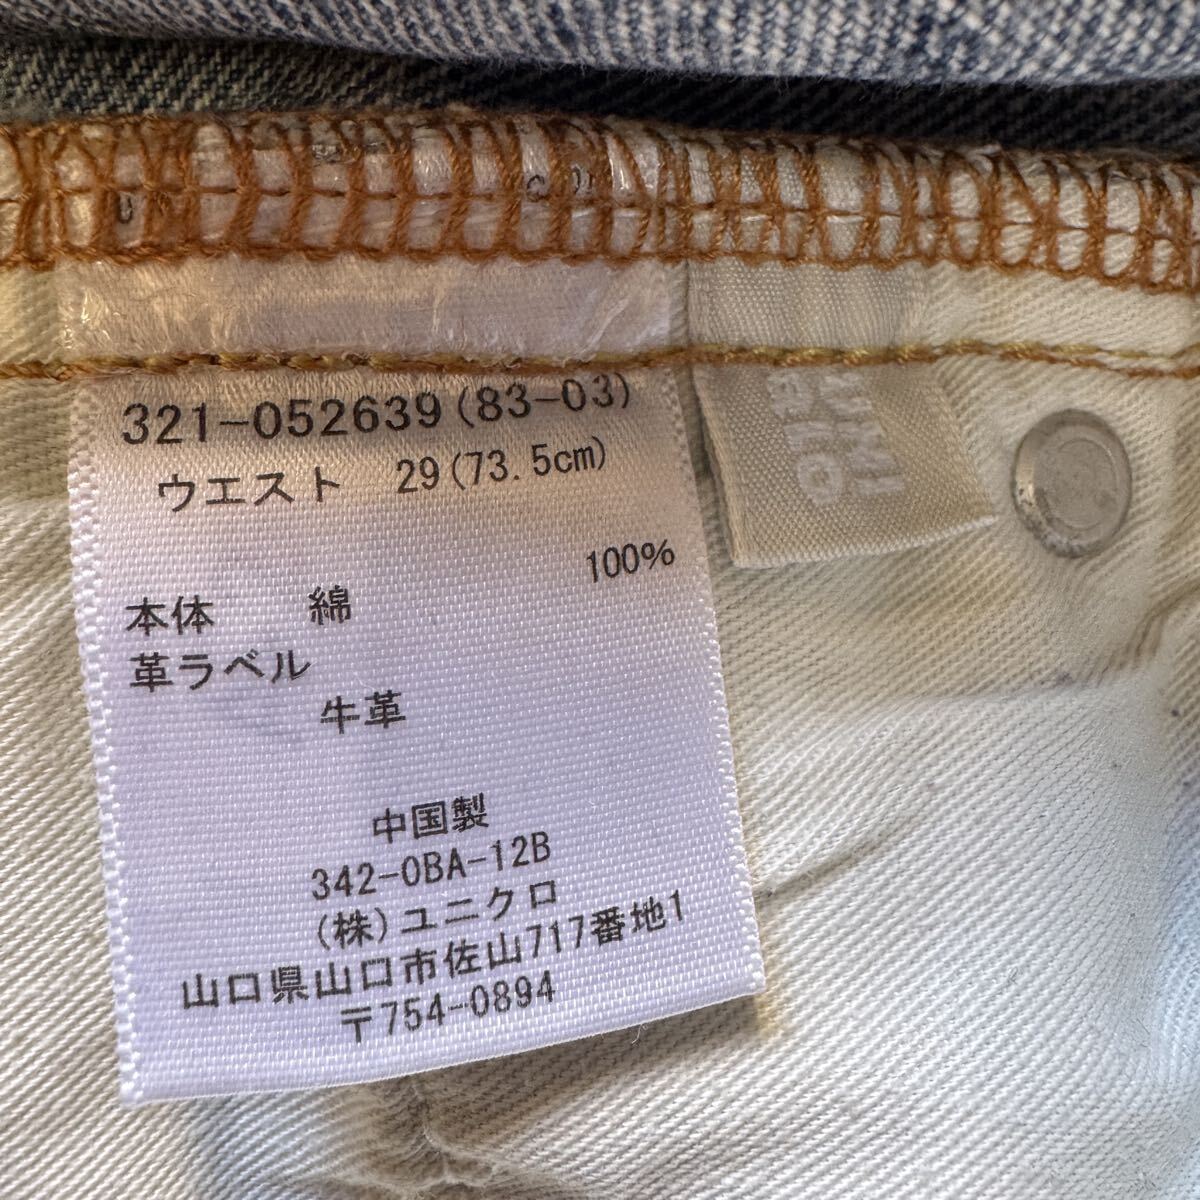 321-052639(83-03)
ウエスト 29(73.5cm)
100%
本体 綿
革ラベル
牛革
中国製
342-0BA-12B
(株)ユニクロ
山口県山口市佐山717番地1
〒754-0894